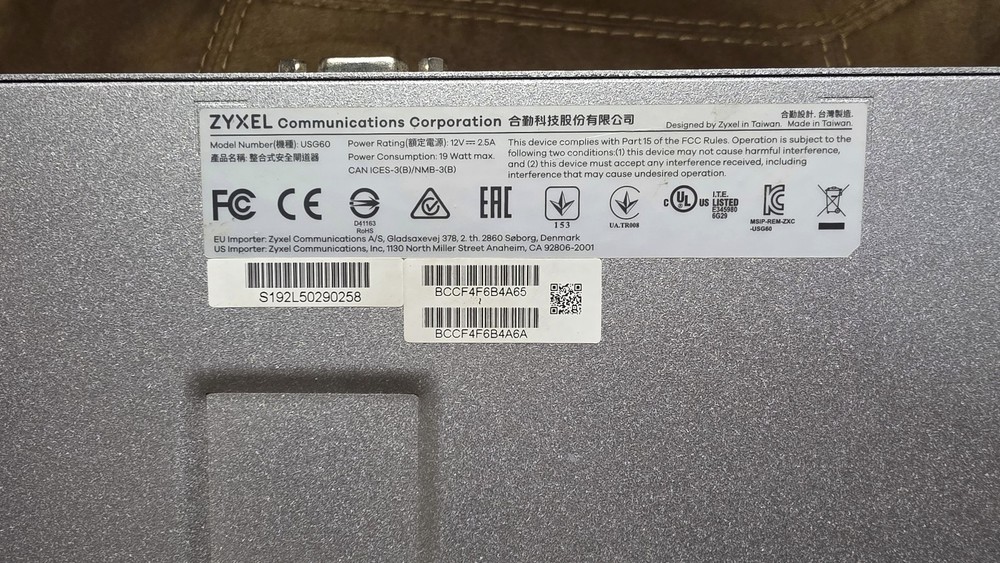 ZYXEL Communications Corporation 合勤科技股份有限公司
合勤設計. 台灣製造.
Designed by Zyxel in Taiwan. Made in Taiwan.
Model Number(機種): USG60
產品名稱: 整合式安全閘道器
Power Rating(額定電源): 12V⎓2.5A
Power Consumption: 19 Watt max.
CAN ICES-3(B)/NMB-3(B)
This device complies with Part 15 of the FCC Rules. Operation is subject to the
following two conditions:(1) this device may not cause harmful interference,
and (2) this device must accept any interference received, including
interference that may cause undesired operation.
FC
CE
D41163
RoHS
EAC
153
UA.TR008
c UL US LISTED
I.T.E.
E345980
6G29
KC
MSIP-REM-ZXC
-USG60
EU Importer: Zyxel Communications A/S, Gladsaxevej 378, 2. th. 2860 Søborg, Denmark
US Importer: Zyxel Communications, Inc, 1130 North Miller Street Anaheim, CA 92806-2001
S192L50290258
BCCF4F6B4A65
~
BCCF4F6B4A6A